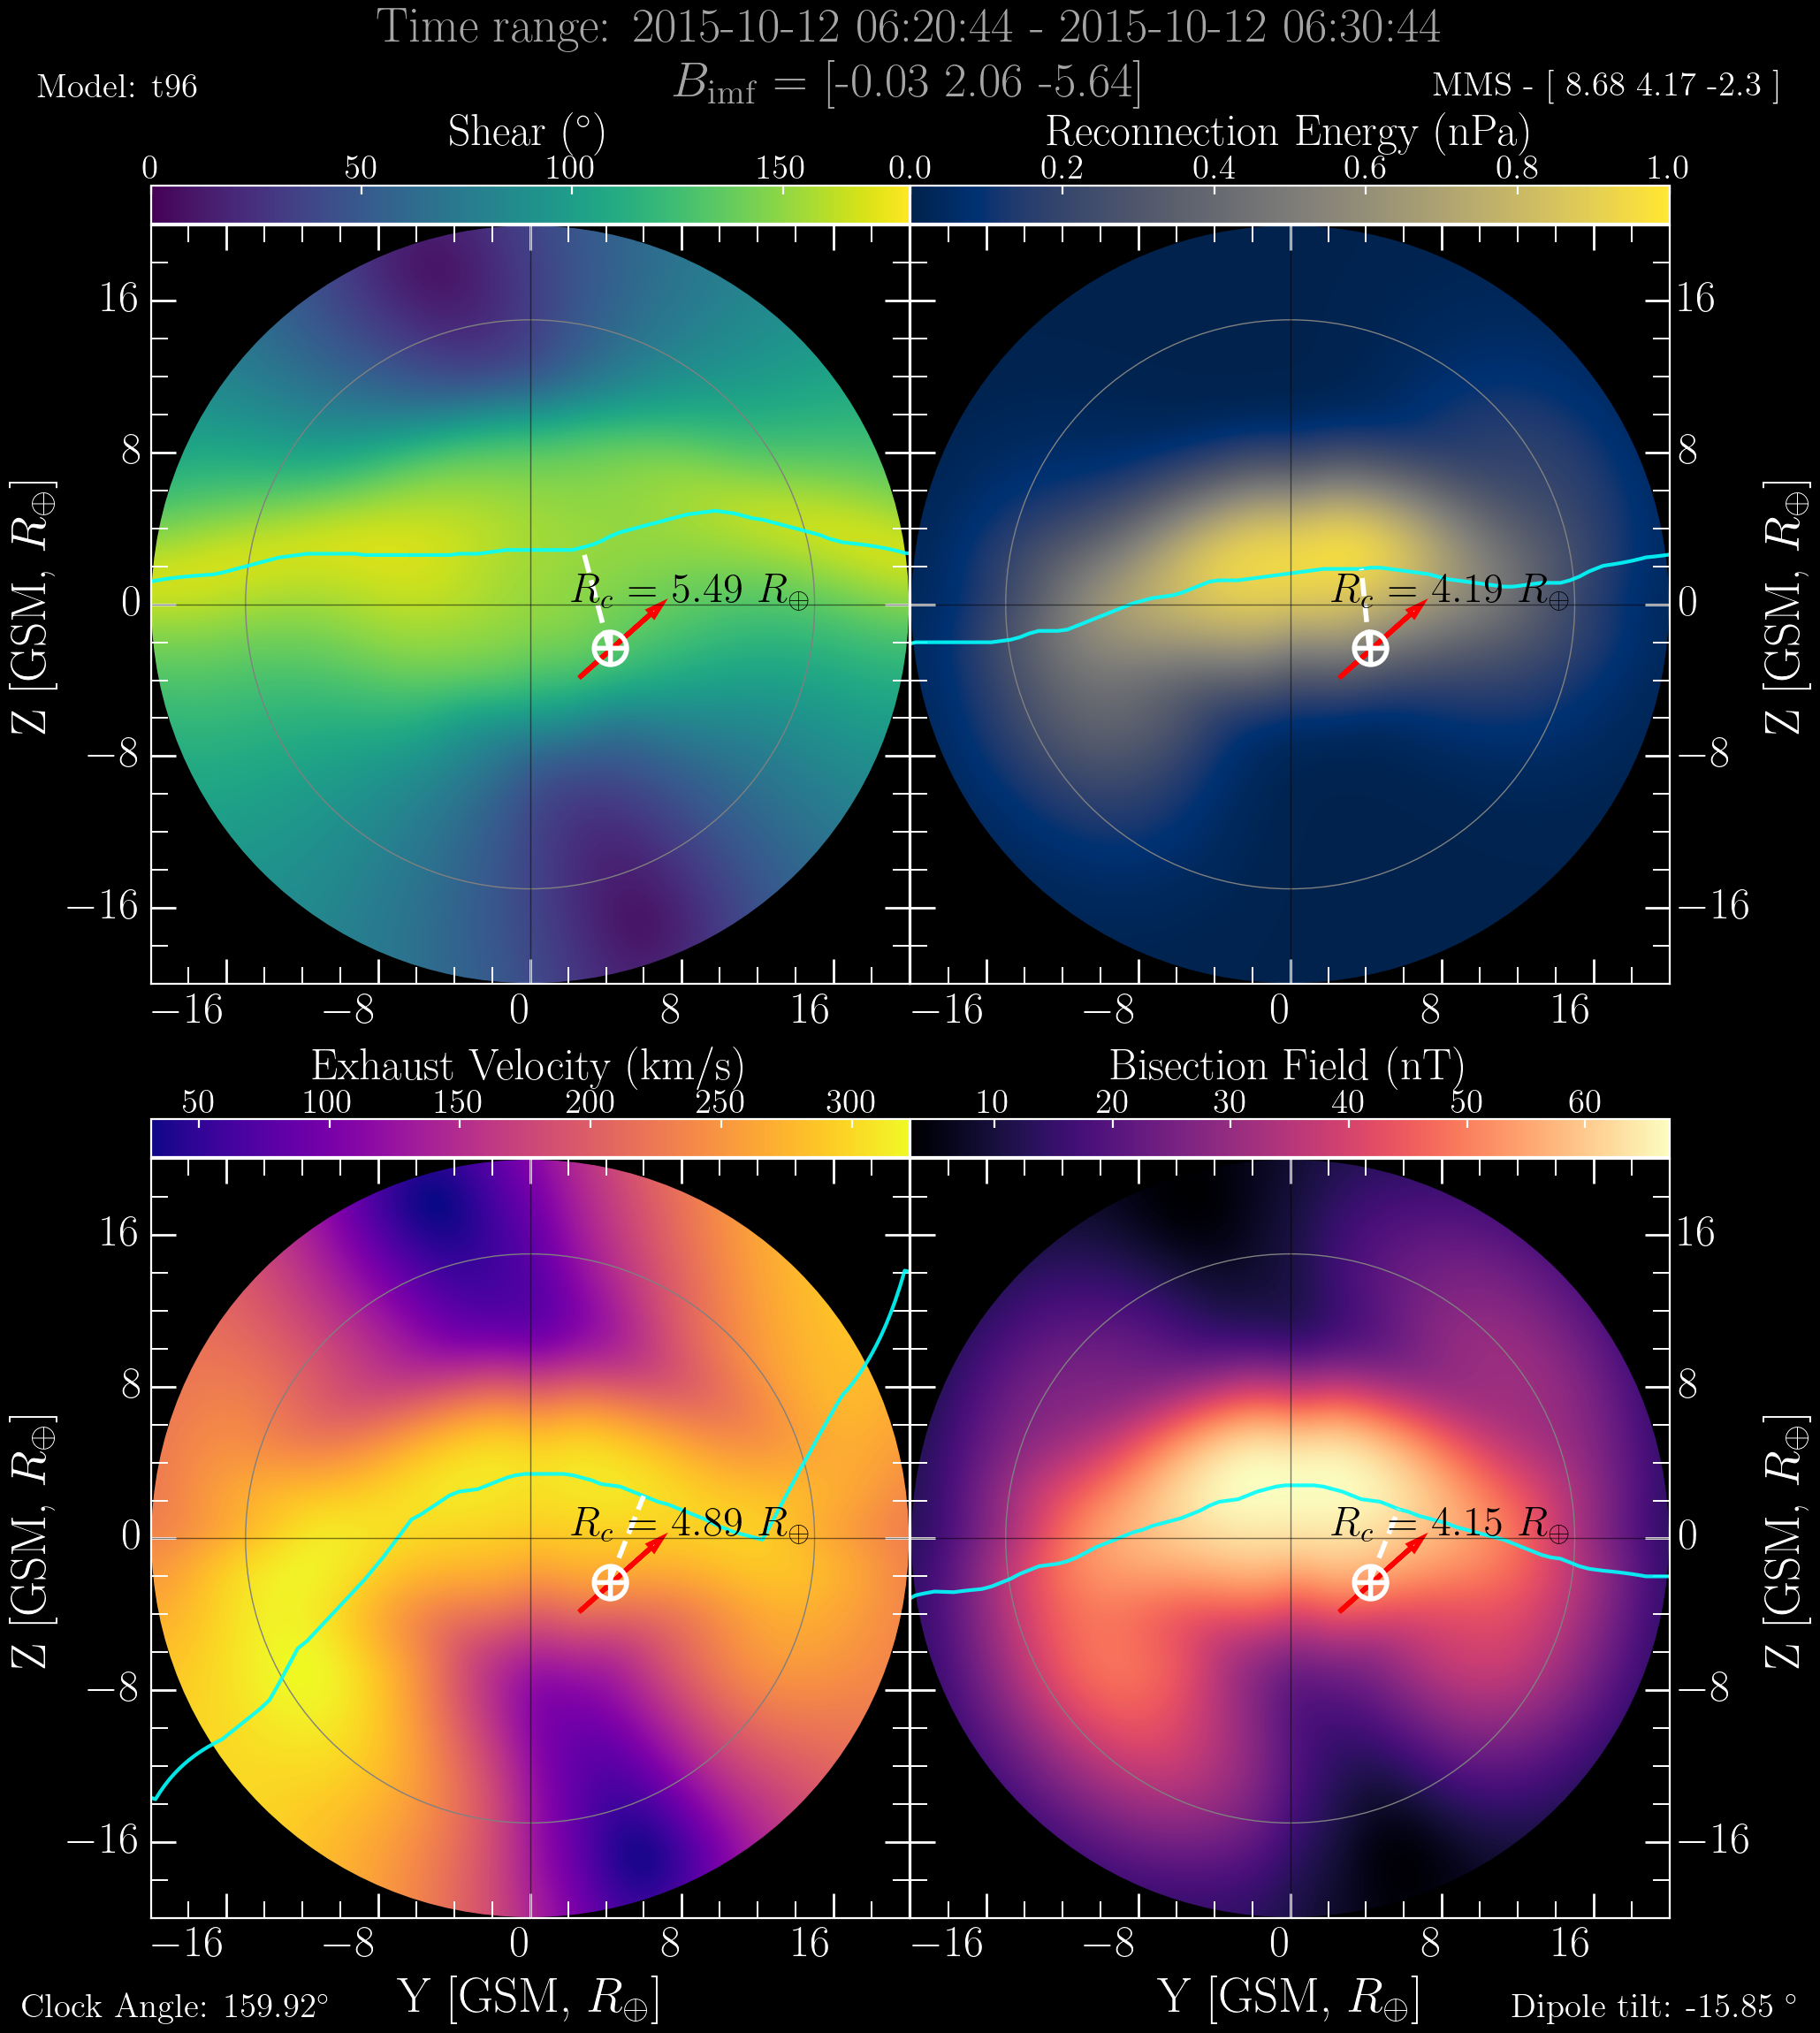 Time range: 2015-10-12 06:20:44 - 2015-10-12 06:30:44
Model: t96
B_imf = [-0.03 2.06 -5.64]
MMS - [ 8.68 4.17 -2.3 ]
Shear (°)
Reconnection Energy (nPa)
0 50 100 150
0.0 0.2 0.4 0.6 0.8 1.0
16
8
0
−8
−16
Z [GSM, R⊕]
R_c = 5.49 R⊕
R_c = 4.19 R⊕
16
8
0
−8
−16
Z [GSM, R⊕]
−16 −8 0 8 16
−16 −8 0 8 16
Exhaust Velocity (km/s)
Bisection Field (nT)
50 100 150 200 250 300
10 20 30 40 50 60
16
8
0
−8
−16
Z [GSM, R⊕]
R_c = 4.89 R⊕
R_c = 4.15 R⊕
16
8
0
−8
−16
Z [GSM, R⊕]
−16 −8 0 8 16
−16 −8 0 8 16
Y [GSM, R⊕]
Y [GSM, R⊕]
Clock Angle: 159.92°
Dipole tilt: -15.85 °